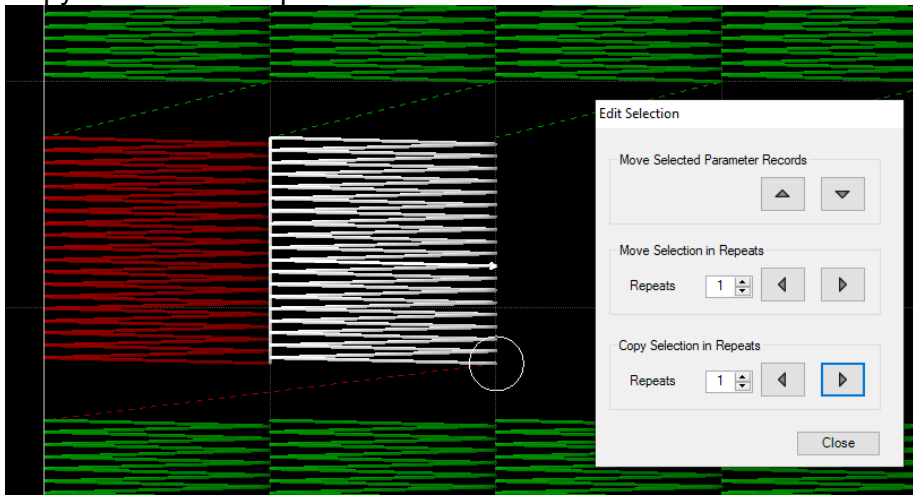 Edit Selection
Move Selected Parameter Records
Move Selection in Repeats
Repeats 1
Copy Selection in Repeats
Repeats 1
Close